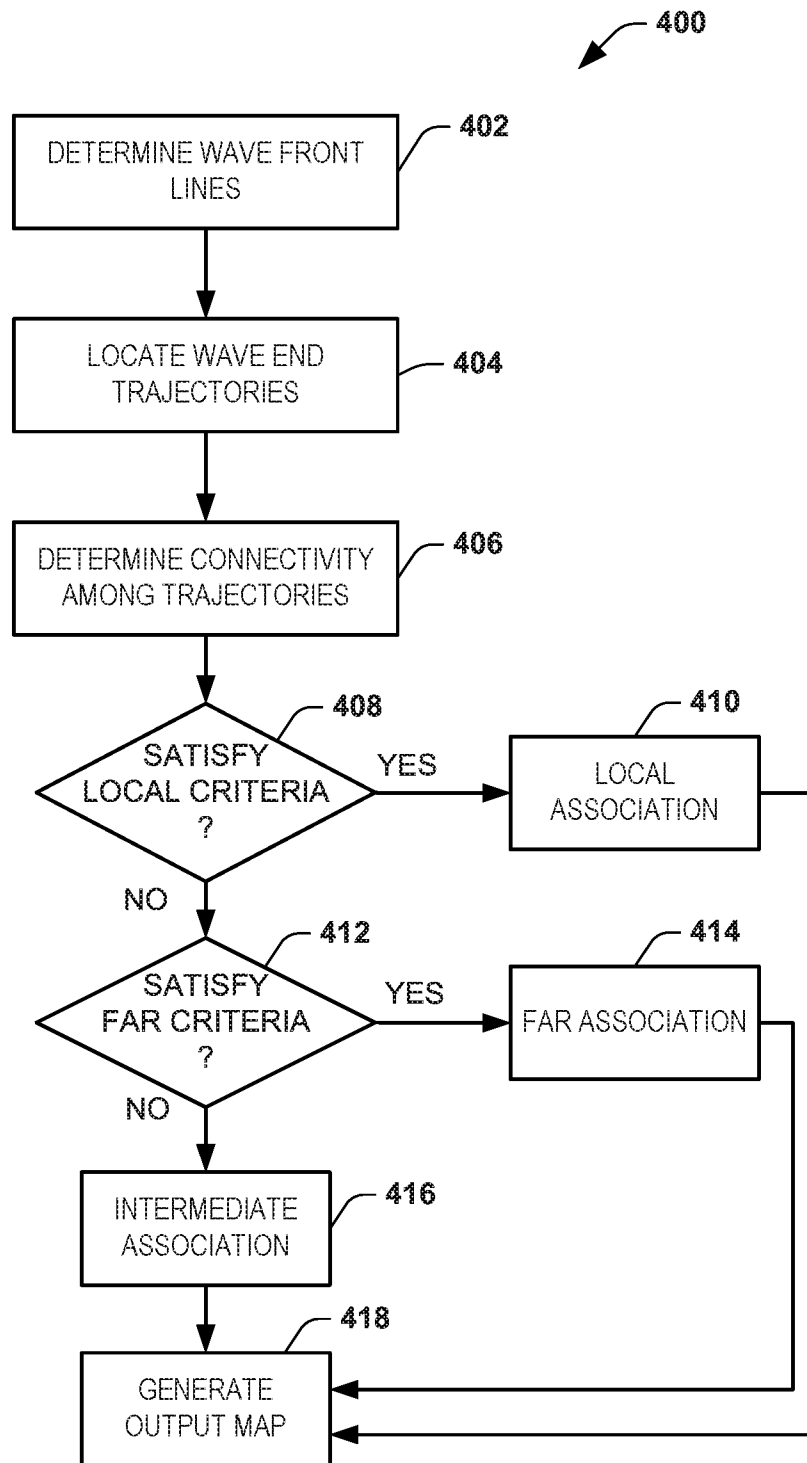 400
DETERMINE WAVE FRONT
LINES
402
LOCATE WAVE END
TRAJECTORIES
404
DETERMINE CONNECTIVITY
AMONG TRAJECTORIES
406
408
SATISFY
LOCAL CRITERIA
?
YES
410
LOCAL
ASSOCIATION
NO
412
SATISFY
FAR CRITERIA
?
YES
414
FAR ASSOCIATION
NO
INTERMEDIATE
ASSOCIATION
416
418
GENERATE
OUTPUT MAP